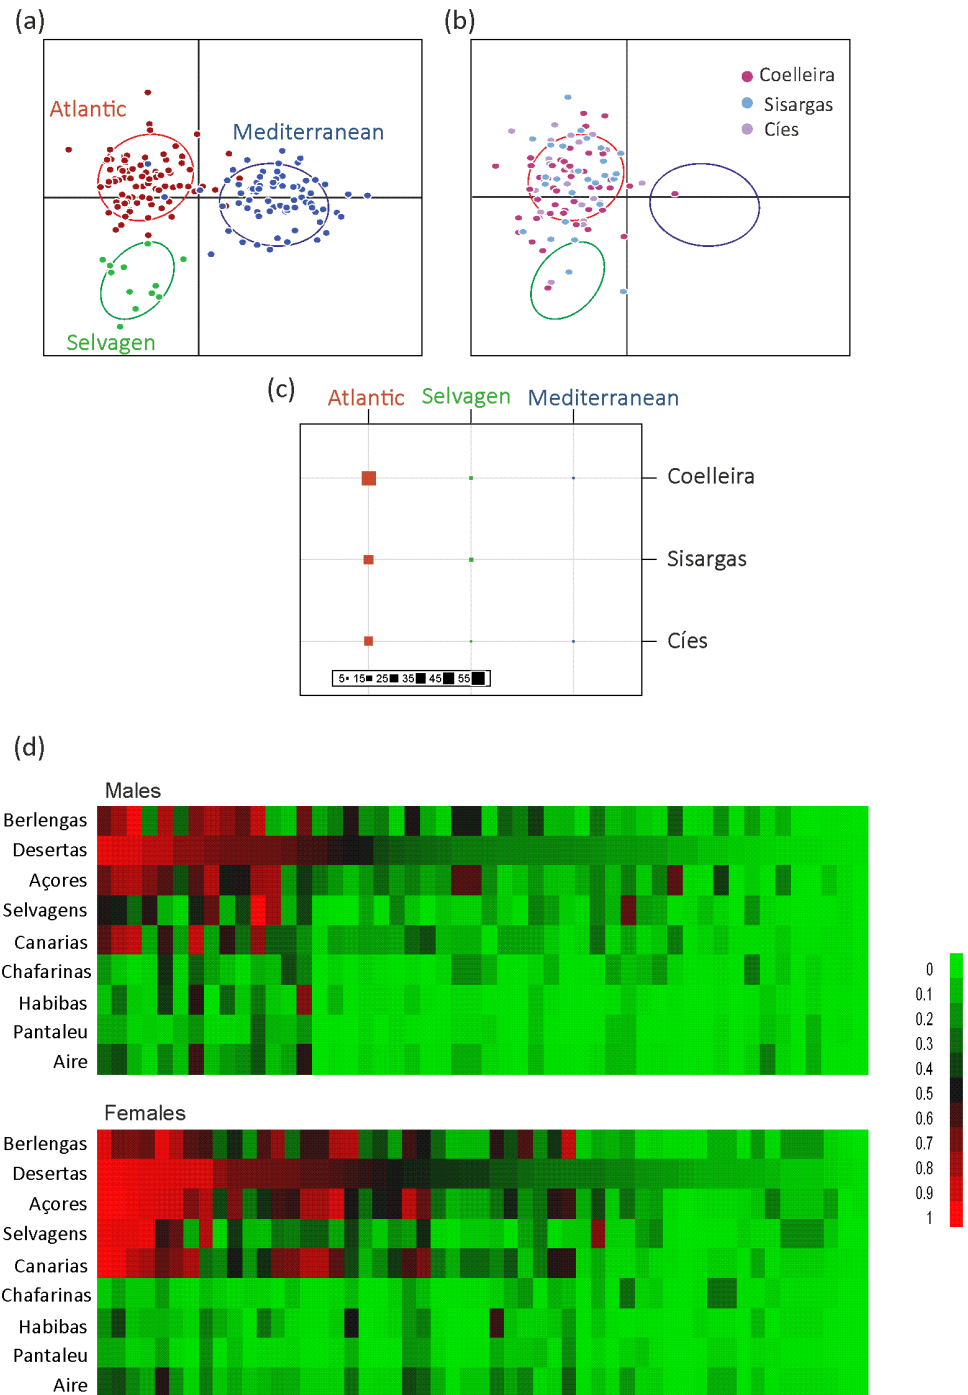 (a)
Atlantic
Mediterranean
Selvagen
(b)
Coelleira
Sisargas
Cíes
(c)
Atlantic Selvagen Mediterranean
Coelleira
Sisargas
Cíes
5 15 25 35 45 55
(d)
Males
Berlengas
Desertas
Açores
Selvagens
Canarias
Chafarinas
Habibas
Pantaleu
Aire
Females
Berlengas
Desertas
Açores
Selvagens
Canarias
Chafarinas
Habibas
Pantaleu
Aire
0
0.1
0.2
0.3
0.4
0.5
0.6
0.7
0.8
0.9
1